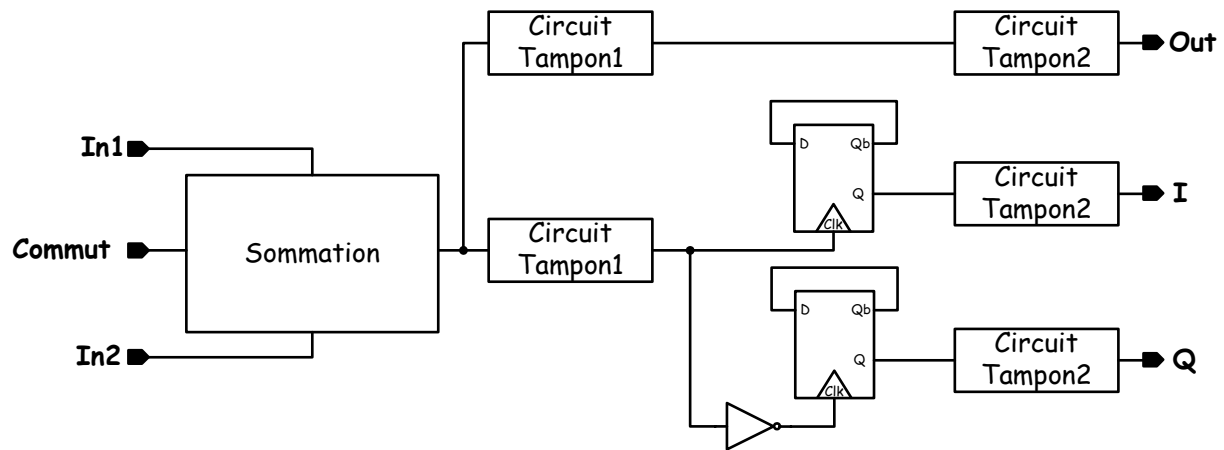 Circuit
Tampon1
Circuit
Tampon2
Out
In1
D
Qb
Q
Clk
Circuit
Tampon2
I
Commut
Sommation
Circuit
Tampon1
In2
D
Qb
Q
Clk
Circuit
Tampon2
Q